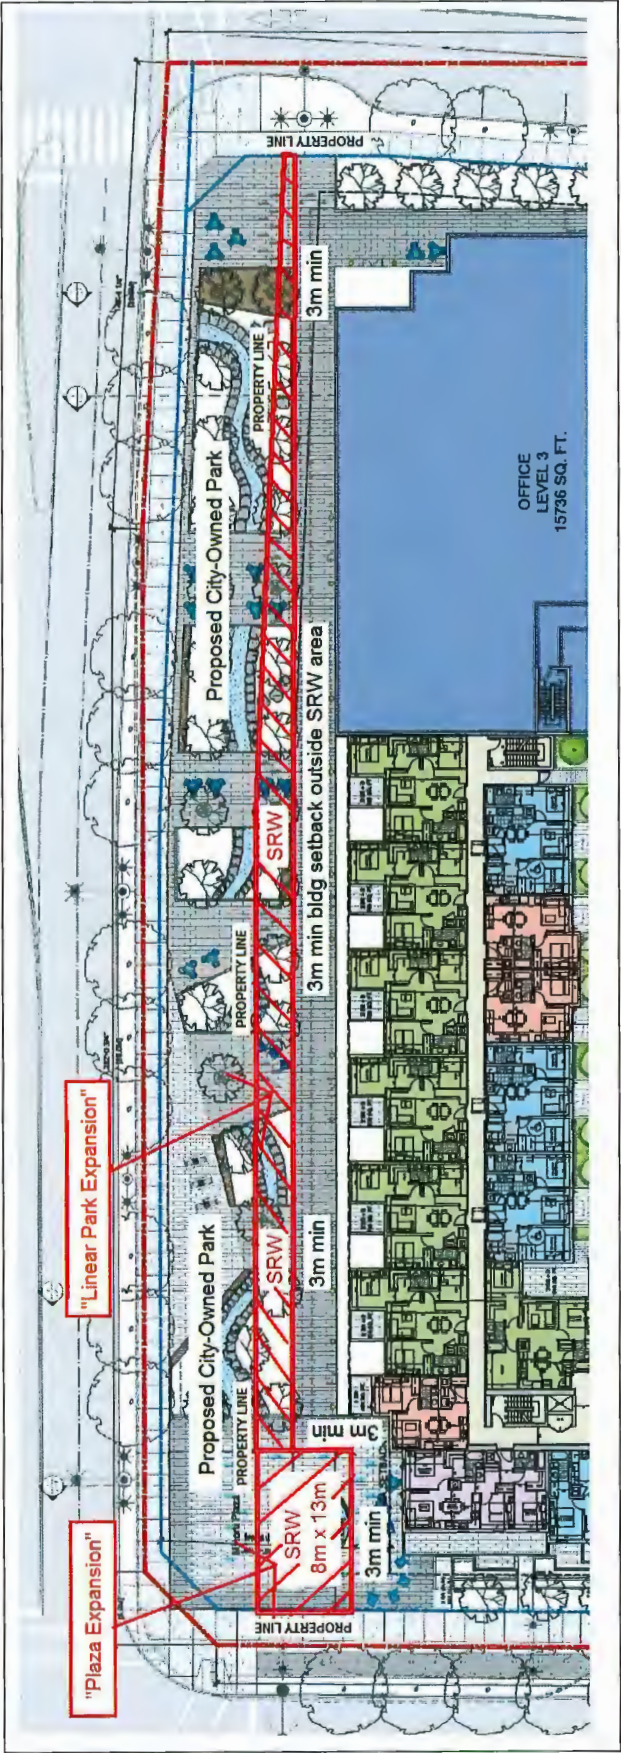 PROPERTY LINE
3m min
PROPERTY LINE
Proposed City-Owned Park
OFFICE
LEVEL 3
15736 SQ. FT.
SRW
3m min bldg setback outside SRW area
PROPERTY LINE
"Linear Park Expansion"
Proposed City-Owned Park
SRW
3m min
PROPERTY LINE
3m min
"Plaza Expansion"
SRW
8m x 13m
3m min
PROPERTY LINE